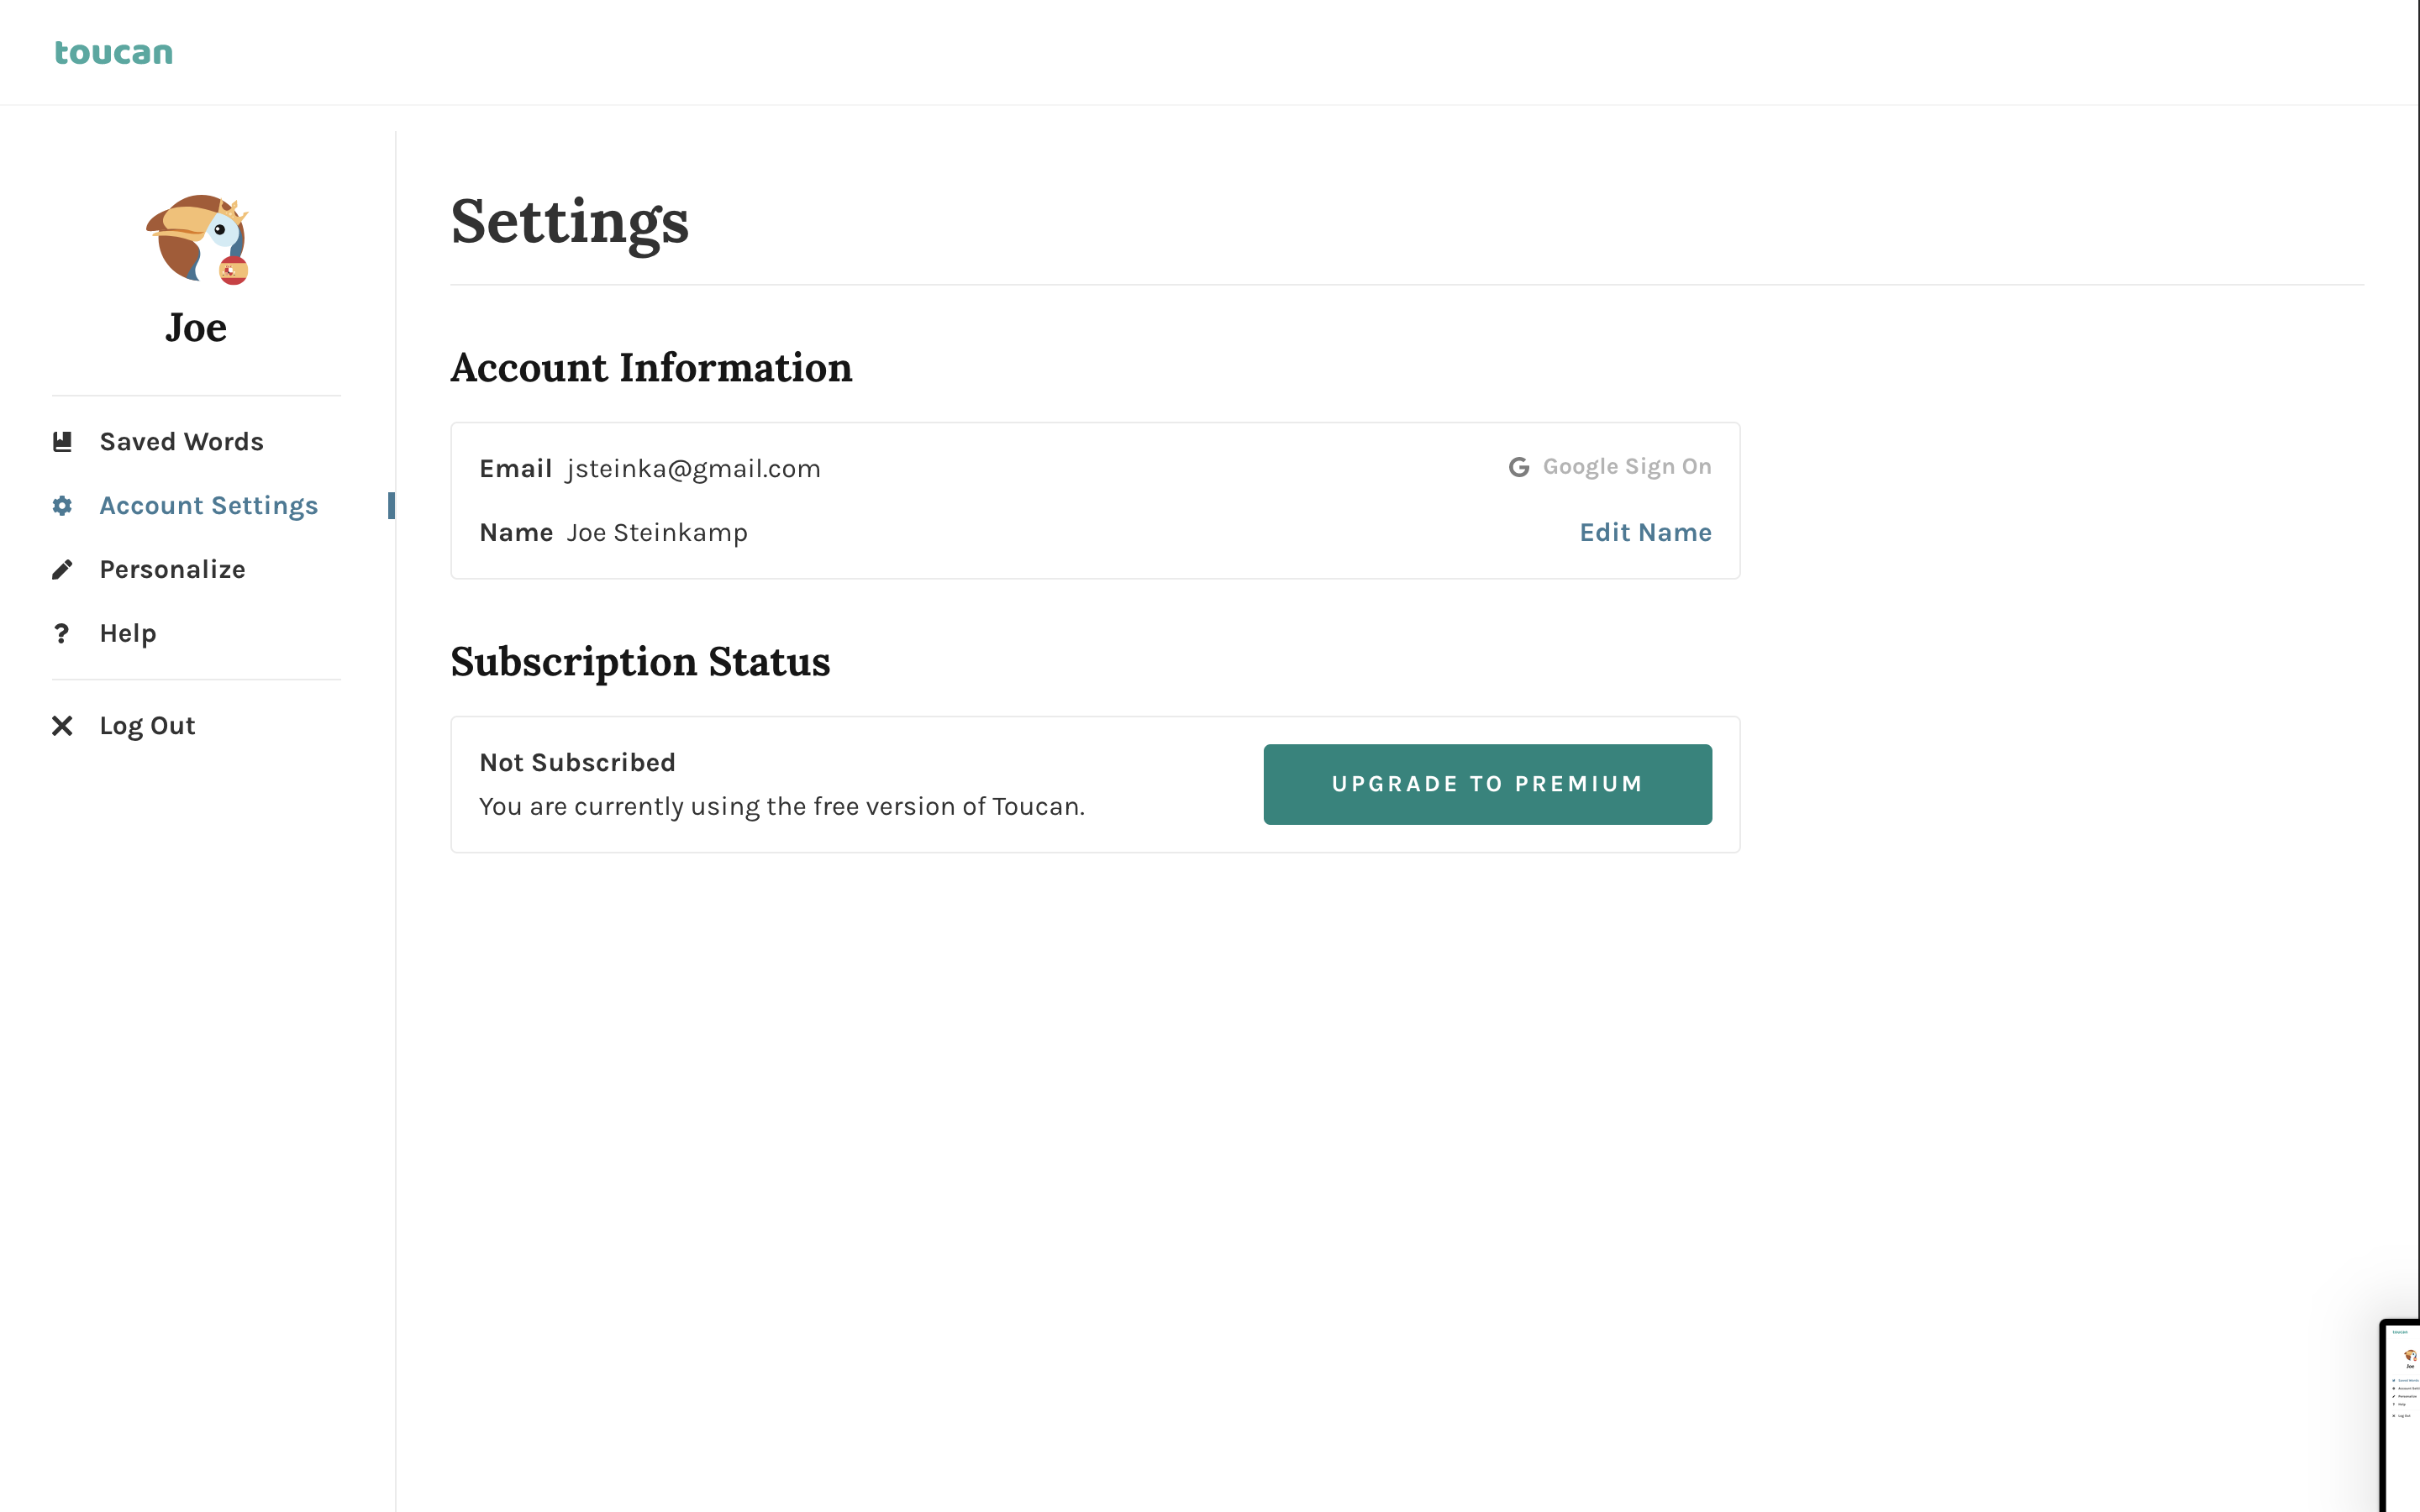 toucan
Joe
Saved Words
Account Settings
Personalize
Help
Log Out
Settings
Account Information
Email jsteinka@gmail.com
Google Sign On
Name Joe Steinkamp
Edit Name
Subscription Status
Not Subscribed
You are currently using the free version of Toucan.
UPGRADE TO PREMIUM